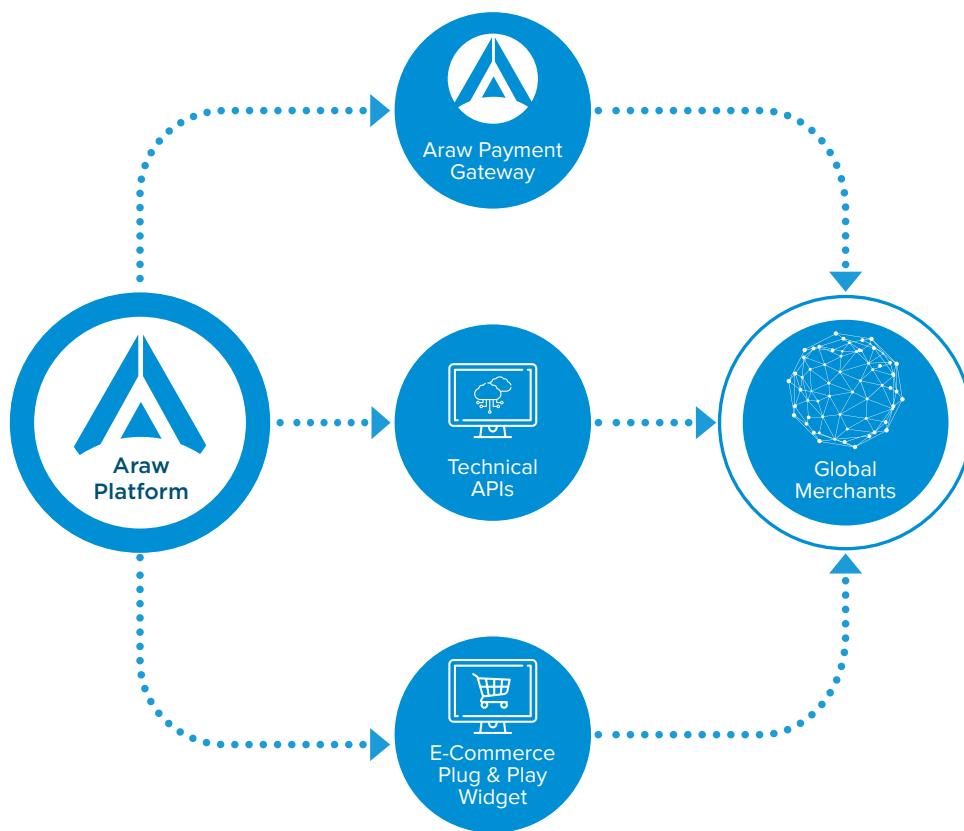 Araw Payment
Gateway
Araw
Platform
Technical
APIs
Global
Merchants
E-Commerce
Plug & Play
Widget